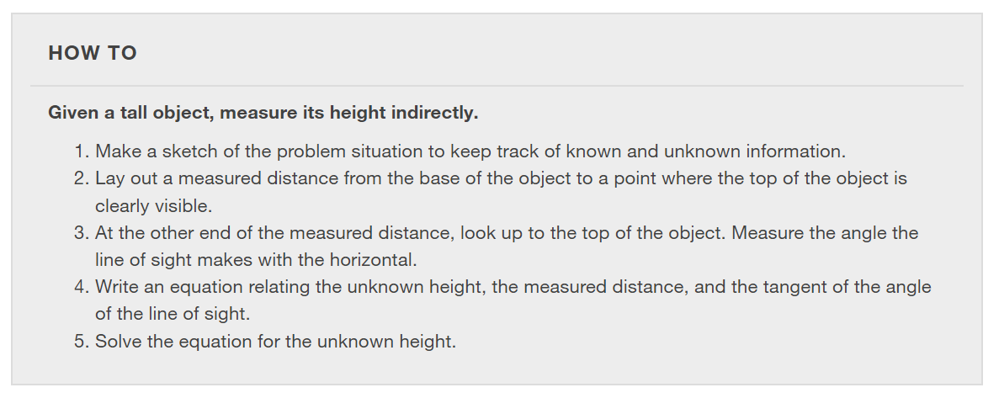 HOW TO
Given a tall object, measure its height indirectly.
1. Make a sketch of the problem situation to keep track of known and unknown information.
2. Lay out a measured distance from the base of the object to a point where the top of the object is
clearly visible.
3. At the other end of the measured distance, look up to the top of the object. Measure the angle the
line of sight makes with the horizontal.
4. Write an equation relating the unknown height, the measured distance, and the tangent of the angle
of the line of sight.
5. Solve the equation for the unknown height.